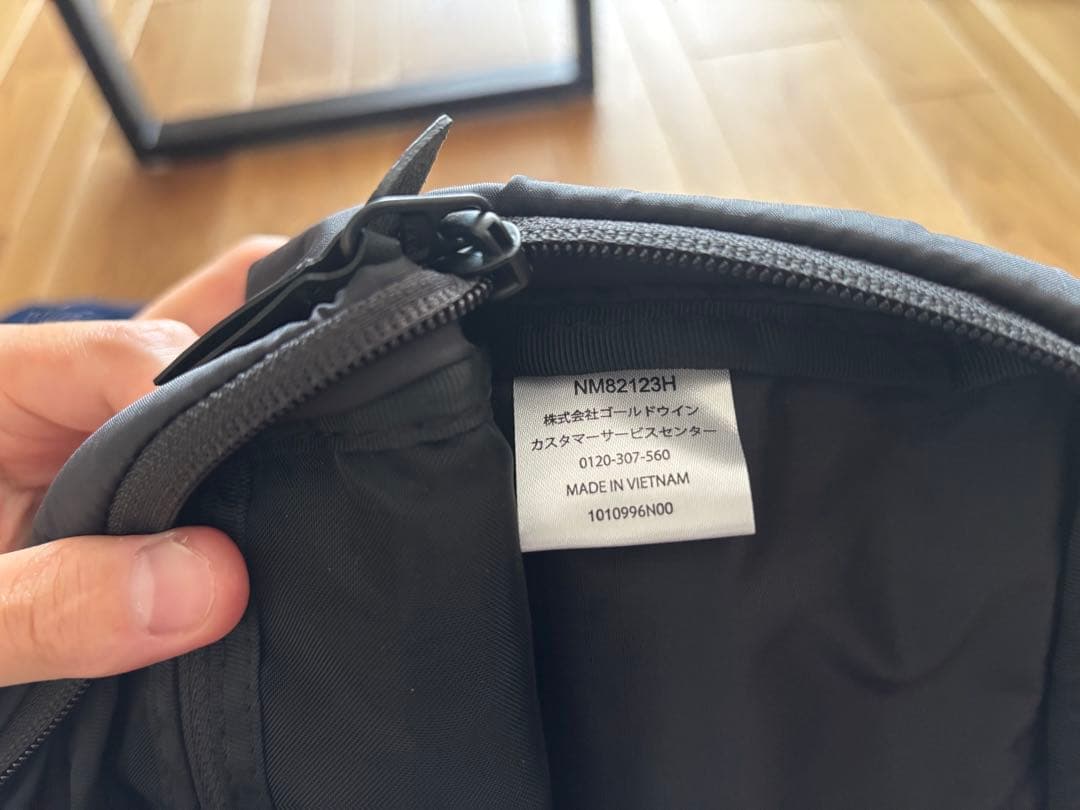 NM82123H
株式会社ゴールドウイン
カスタマーサービスセンター
0120-307-560
MADE IN VIETNAM
1010996N00